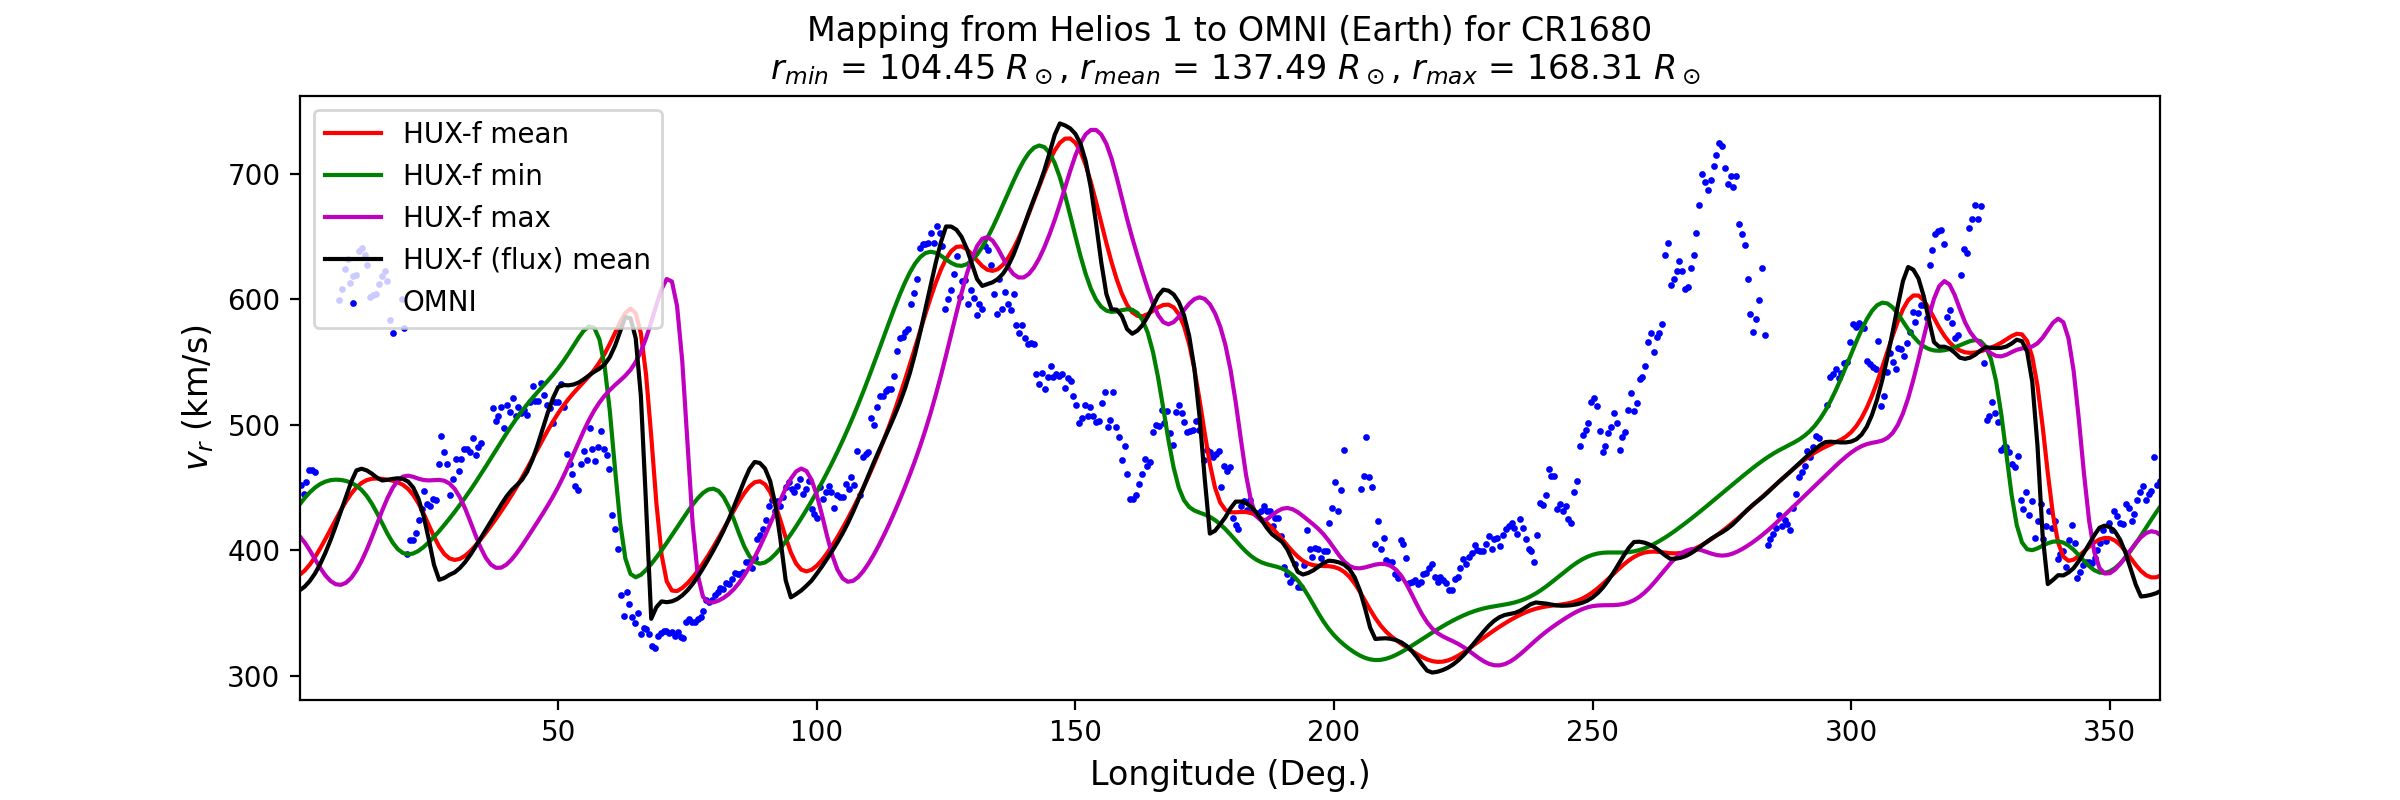 Mapping from Helios 1 to OMNI (Earth) for CR1680
r_min = 104.45 R_⊙, r_mean = 137.49 R_⊙, r_max = 168.31 R_⊙
HUX-f mean
HUX-f min
HUX-f max
HUX-f (flux) mean
OMNI
v_r (km/s)
700
600
500
400
300
50 100 150 200 250 300 350
Longitude (Deg.)